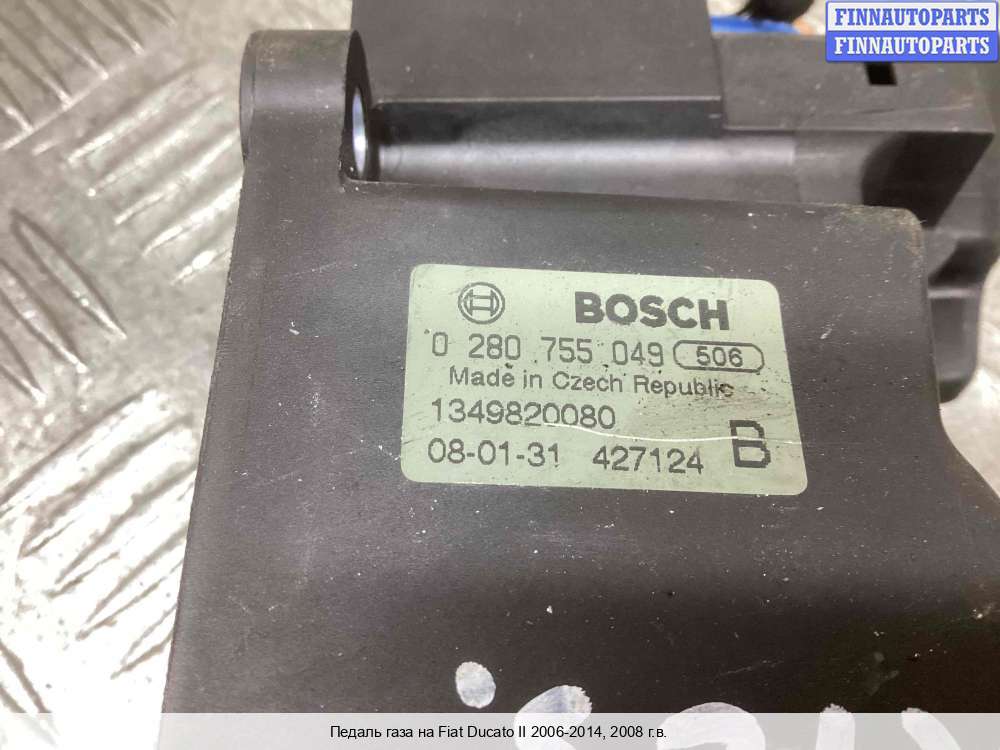 FINNAUTOPARTS
FINNAUTOPARTS
BOSCH
0 280 755 049 506
Made in Czech Republic
1349820080
08-01-31 427124 B
Педаль газа на Fiat Ducato II 2006-2014, 2008 г.в.